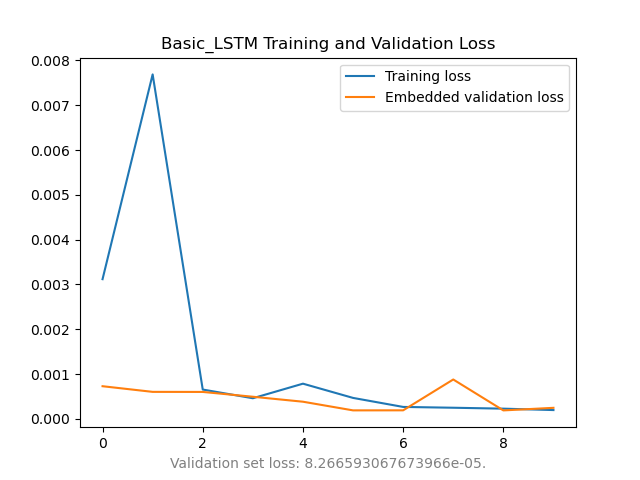 Basic_LSTM Training and Validation Loss
Training loss
Embedded validation loss
0.008
0.007
0.006
0.005
0.004
0.003
0.002
0.001
0.000
0 2 4 6 8
Validation set loss: 8.266593067673966e-05.